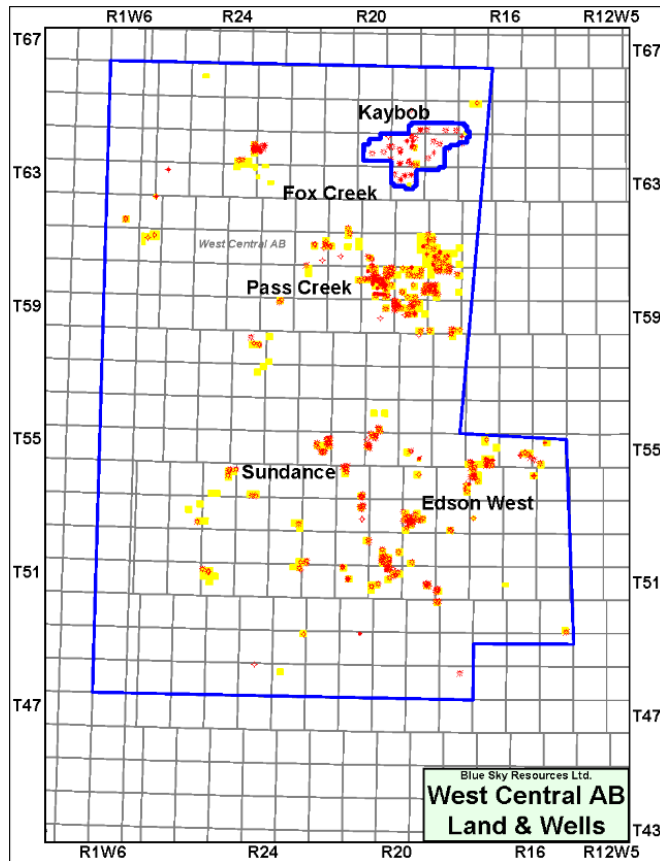 R1W6 R24 R20 R16 R12W5
T67 T67
Kaybob
T63 T63
Fox Creek
West Central AB
Pass Creek
T59 T59
T55 T55
Sundance
Edson West
T51 T51
T47 T47
Blue Sky Resources Ltd.
West Central AB
Land & Wells
T43 T43
R1W6 R24 R20 R16 R12W5